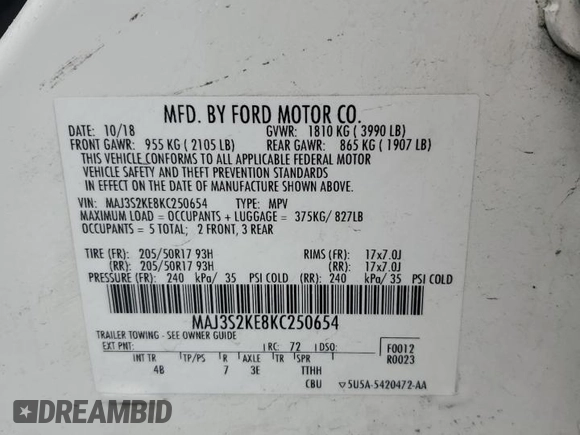 MFD. BY FORD MOTOR CO.
DATE: 10/18 GVWR: 1810 KG ( 3990 LB)
FRONT GAWR: 955 KG ( 2105 LB) REAR GAWR: 865 KG ( 1907 LB)
THIS VEHICLE CONFORMS TO ALL APPLICABLE FEDERAL MOTOR
VEHICLE SAFETY AND THEFT PREVENTION STANDARDS
IN EFFECT ON THE DATE OF MANUFACTURE SHOWN ABOVE.
VIN: MAJ3S2KE8KC250654 TYPE: MPV
MAXIMUM LOAD = OCCUPANTS + LUGGAGE = 375KG/ 827LB
OCCUPANTS = 5 TOTAL; 2 FRONT, 3 REAR
TIRE (FR): 205/50R17 93H RIMS (FR): 17x7.0J
(RR): 205/50R17 93H (RR): 17x7.0J
PRESSURE (FR): 240 kPa/ 35 PSI COLD (RR): 240 kPa/ 35 PSI COLD
MAJ3S2KE8KC250654
TRAILER TOWING - SEE OWNER GUIDE
EXT PNT: RC: 72 DSO: F0012
R0023
INT TR TP/PS R AXLE TR SPR
4B 7 3E TTHH
CBU ▽5U5A-5420472-AA
DREAMBID